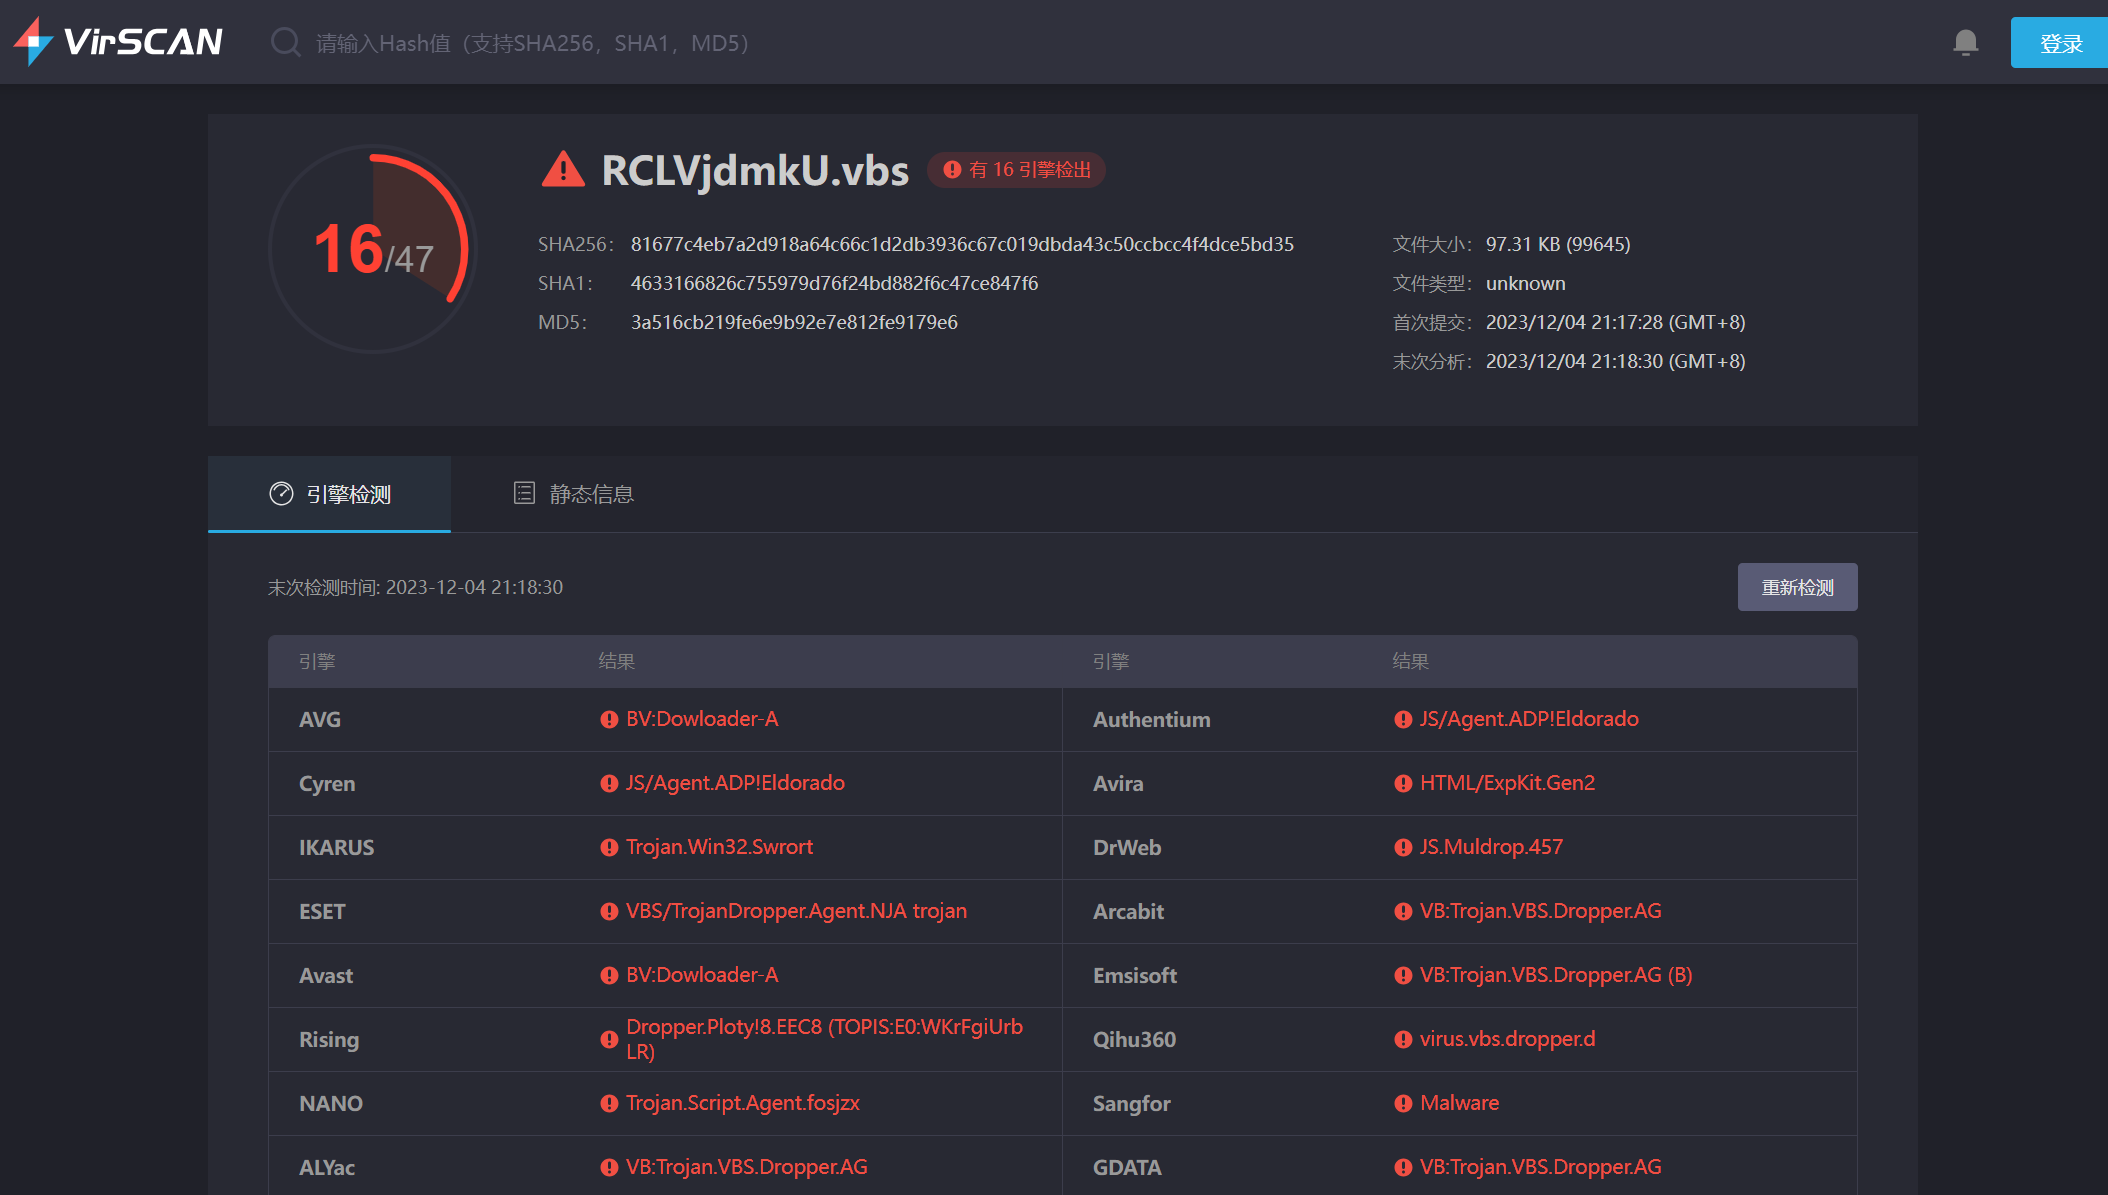 VirSCAN
请输入Hash值（支持SHA256，SHA1，MD5）
登录
16/47
RCLVjdmkU.vbs
有 16 引擎检出
SHA256： 81677c4eb7a2d918a64c66c1d2db3936c67c019dbda43c50ccbcc4f4dce5bd35
文件大小： 97.31 KB (99645)
SHA1： 4633166826c755979d76f24bd882f6c47ce847f6
文件类型： unknown
MD5： 3a516cb219fe6e9b92e7e812fe9179e6
首次提交： 2023/12/04 21:17:28 (GMT+8)
末次分析： 2023/12/04 21:18:30 (GMT+8)
引擎检测 静态信息
末次检测时间: 2023-12-04 21:18:30
重新检测
引擎 结果 引擎 结果
AVG BV:Dowloader-A Authentium JS/Agent.ADP!Eldorado
Cyren JS/Agent.ADP!Eldorado Avira HTML/ExpKit.Gen2
IKARUS Trojan.Win32.Swrort DrWeb JS.Muldrop.457
ESET VBS/TrojanDropper.Agent.NJA trojan Arcabit VB:Trojan.VBS.Dropper.AG
Avast BV:Dowloader-A Emsisoft VB:Trojan.VBS.Dropper.AG (B)
Rising Dropper.Ploty!8.EEC8 (TOPIS:E0:WKrFgiUrb
LR)
Qihu360 virus.vbs.dropper.d
NANO Trojan.Script.Agent.fosjzx Sangfor Malware
ALYac VB:Trojan.VBS.Dropper.AG GDATA VB:Trojan.VBS.Dropper.AG